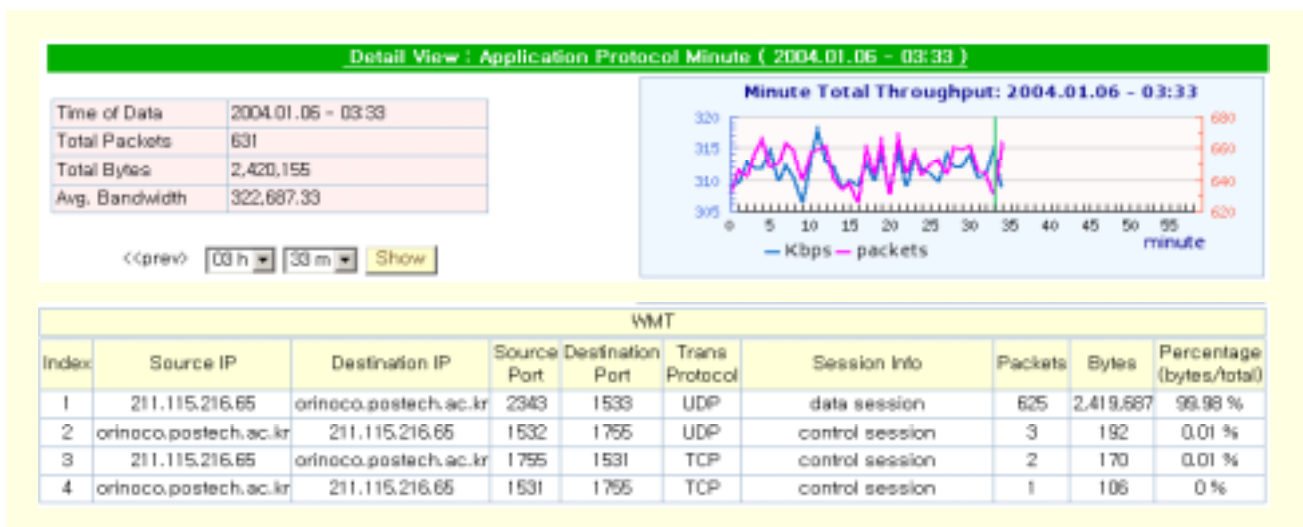 Detail View : Application Protocol Minute ( 2004.01.06 - 03:33 )
Time of Data 2004.01.06 - 03:33
Total Packets 631
Total Bytes 2,420,155
Avg. Bandwidth 322,687.33
<<prev> 03 h 33 m Show
Minute Total Throughput: 2004.01.06 - 03:33
320 680
315 660
310 640
305 620
0 5 10 15 20 25 30 35 40 45 50 55
minute
Kbps packets
WMT
Index Source IP Destination IP Source Port Destination Port Trans Protocol Session Info Packets Bytes Percentage (bytes/total)
1 211.115.216.65 orinoco.postech.ac.kr 2343 1533 UDP data session 625 2,419,687 99.98 %
2 orinoco.postech.ac.kr 211.115.216.65 1532 1755 UDP control session 3 192 0.01 %
3 211.115.216.65 orinoco.postech.ac.kr 1755 1531 TCP control session 2 170 0.01 %
4 orinoco.postech.ac.kr 211.115.216.65 1531 1755 TCP control session 1 106 0 %